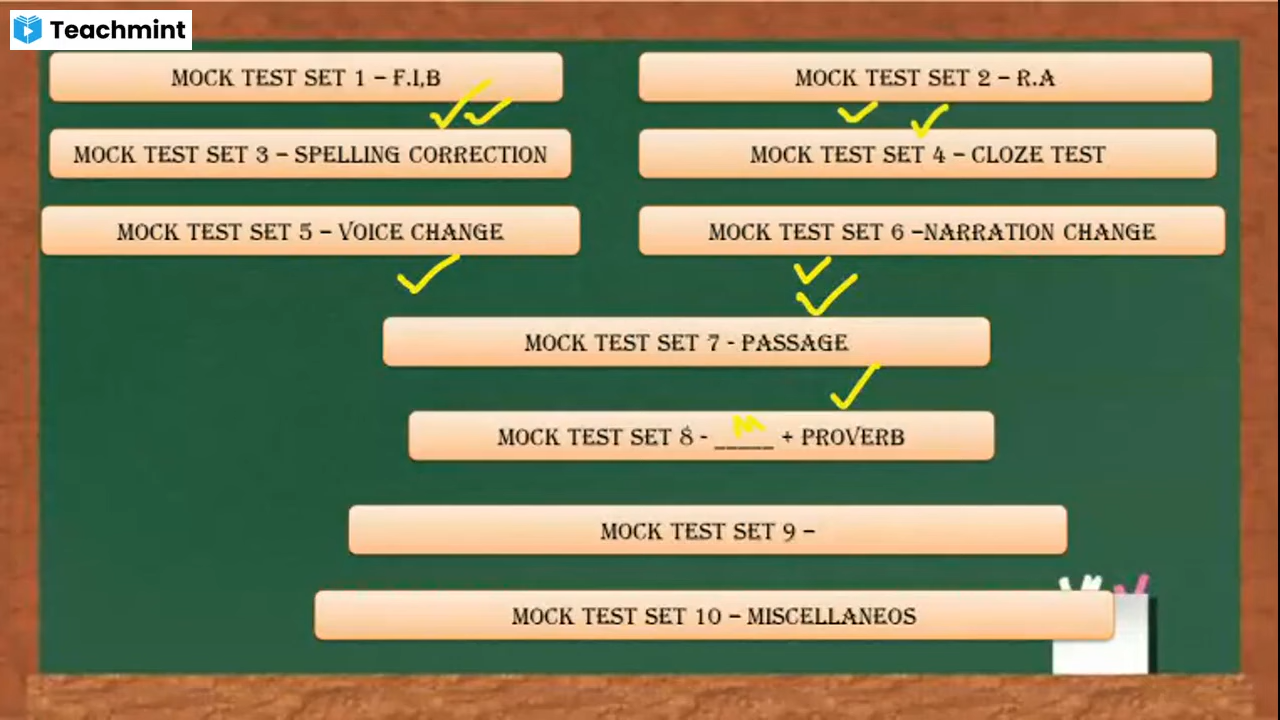 Teachmint
MOCK TEST SET 1 – F.I,B
MOCK TEST SET 2 – R.A
MOCK TEST SET 3 – SPELLING CORRECTION
MOCK TEST SET 4 – CLOZE TEST
MOCK TEST SET 5 – VOICE CHANGE
MOCK TEST SET 6 –NARRATION CHANGE
MOCK TEST SET 7 - PASSAGE
MOCK TEST SET 8 - _____ + PROVERB
MOCK TEST SET 9 –
MOCK TEST SET 10 – MISCELLANEOS